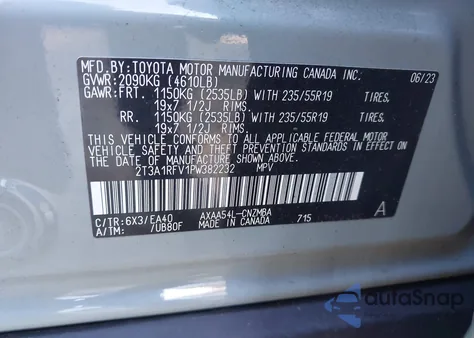 MFD.BY: TOYOTA MOTOR MANUFACTURING CANADA INC. 06/23
GVWR: 2090KG (4610LB)
GAWR: FRT. 1150KG (2535LB) WITH 235/55R19 TIRES.
19x7 1/2J RIMS.
RR. 1150KG (2535LB) WITH 235/55R19 TIRES.
19x7 1/2J RIMS.
THIS VEHICLE CONFORMS TO ALL APPLICABLE FEDERAL MOTOR
VEHICLE SAFETY AND BUMPER STANDARDS IN EFFECT ON
THE DATE OF MANUFACTURE SHOWN ABOVE.
2T3A1RFV1PW382232 MPV
C/TR: 6X3/EA40 AXAA54L-CNZMBA 715 A
A/TM: /UB80F MADE IN CANADA
autoSnap